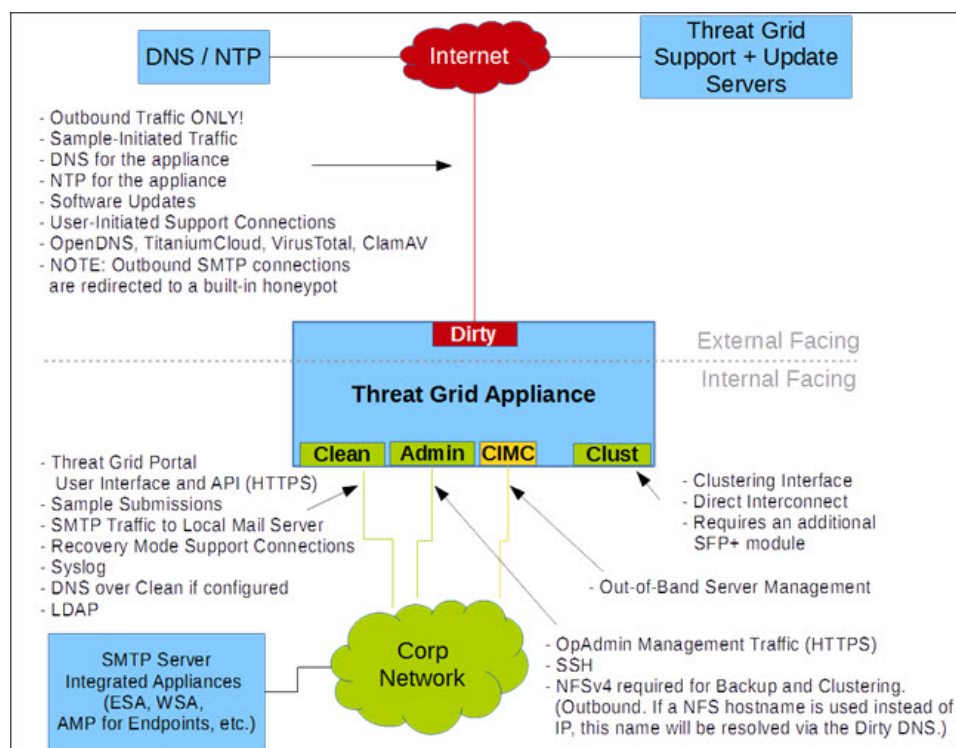 DNS / NTP
Internet
Threat Grid
Support + Update
Servers
- Outbound Traffic ONLY!
- Sample-Initiated Traffic
- DNS for the appliance
- NTP for the appliance
- Software Updates
- User-Initiated Support Connections
- OpenDNS, TitaniumCloud, VirusTotal, ClamAV
- NOTE: Outbound SMTP connections
are redirected to a built-in honeypot
Dirty
External Facing
Internal Facing
Threat Grid Appliance
Clean
Admin
CIMC
Clust
- Threat Grid Portal
User Interface and API (HTTPS)
- Sample Submissions
- SMTP Traffic to Local Mail Server
- Recovery Mode Support Connections
- Syslog
- DNS over Clean if configured
- LDAP
- Clustering Interface
- Direct Interconnect
- Requires an additional
SFP+ module
- Out-of-Band Server Management
Corp
Network
- OpAdmin Management Traffic (HTTPS)
- SSH
- NFSv4 required for Backup and Clustering.
(Outbound. If a NFS hostname is used instead of
IP, this name will be resolved via the Dirty DNS.)
SMTP Server
Integrated Appliances
(ESA, WSA,
AMP for Endpoints, etc.)